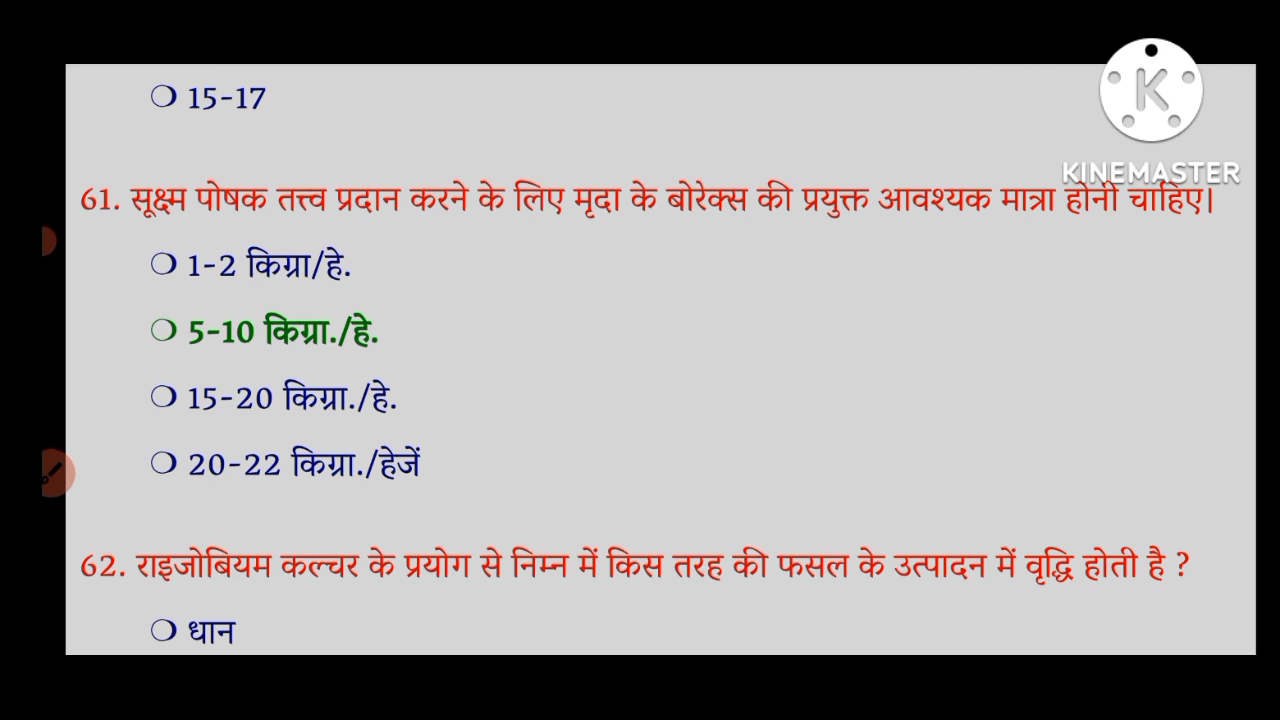 ○ 15-17
KINEMASTER
61. सूक्ष्म पोषक तत्त्व प्रदान करने के लिए मृदा के बोरेक्स की प्रयुक्त आवश्यक मात्रा होनी चाहिए।
○ 1-2 किग्रा/हे.
○ 5-10 किग्रा./हे.
○ 15-20 किग्रा./हे.
○ 20-22 किग्रा./हेजें
62. राइजोबियम कल्चर के प्रयोग से निम्न में किस तरह की फसल के उत्पादन में वृद्धि होती है ?
○ धान